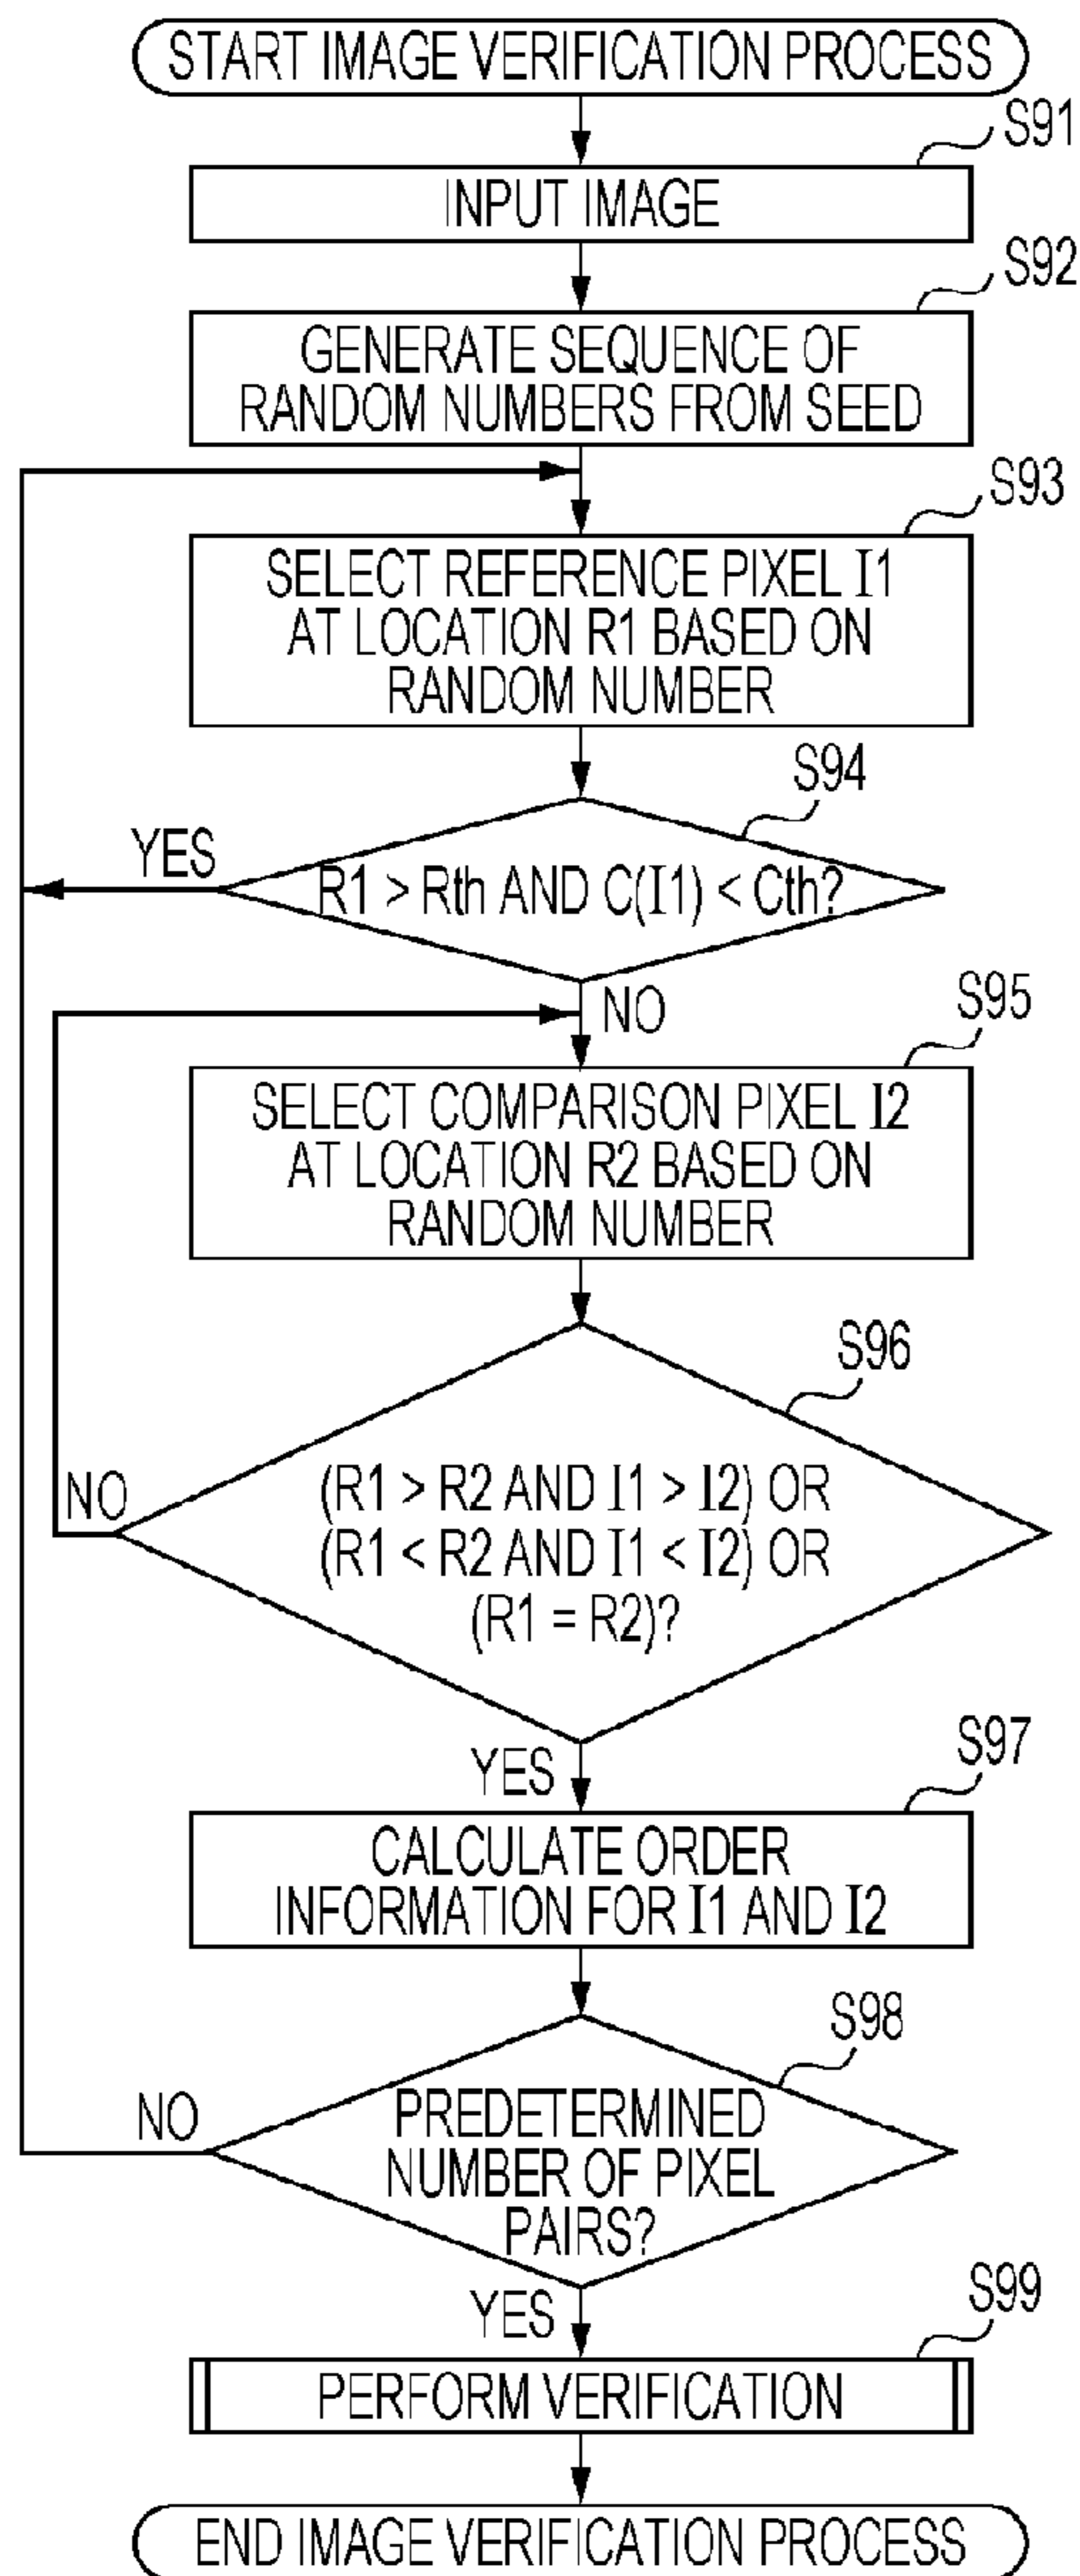 START IMAGE VERIFICATION PROCESS
S91
INPUT IMAGE
S92
GENERATE SEQUENCE OF
RANDOM NUMBERS FROM SEED
S93
SELECT REFERENCE PIXEL I1
AT LOCATION R1 BASED ON
RANDOM NUMBER
S94
YES
R1 > Rth AND C(I1) < Cth?
NO
S95
SELECT COMPARISON PIXEL I2
AT LOCATION R2 BASED ON
RANDOM NUMBER
S96
NO
(R1 > R2 AND I1 > I2) OR
(R1 < R2 AND I1 < I2) OR
(R1 = R2)?
YES
S97
CALCULATE ORDER
INFORMATION FOR I1 AND I2
S98
NO
PREDETERMINED
NUMBER OF PIXEL
PAIRS?
YES
S99
PERFORM VERIFICATION
END IMAGE VERIFICATION PROCESS